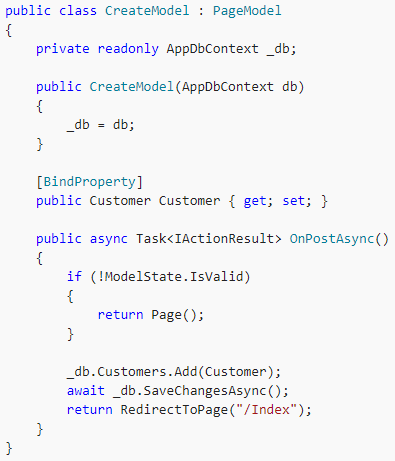 public class CreateModel : PageModel
{
    private readonly AppDbContext _db;

    public CreateModel(AppDbContext db)
    {
        _db = db;
    }

    [BindProperty]
    public Customer Customer { get; set; }

    public async Task<IActionResult> OnPostAsync()
    {
        if (!ModelState.IsValid)
        {
            return Page();
        }

        _db.Customers.Add(Customer);
        await _db.SaveChangesAsync();
        return RedirectToPage("/Index");
    }
}